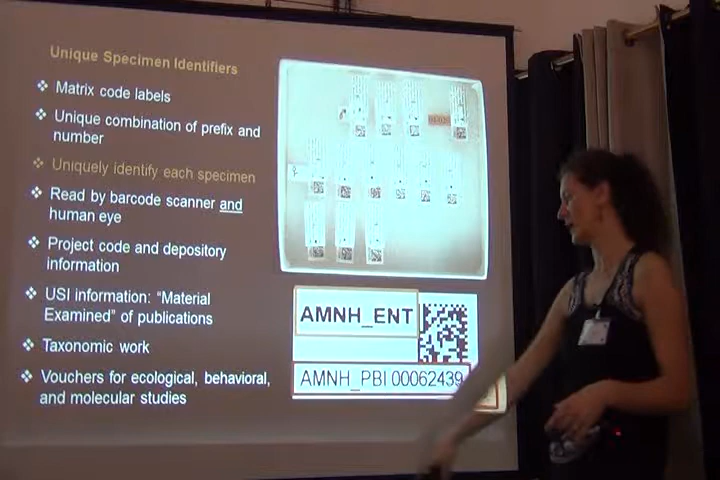 Unique Specimen Identifiers
❖ Matrix code labels
❖ Unique combination of prefix and
number
❖ Uniquely identify each specimen
❖ Read by barcode scanner and
human eye
❖ Project code and depository
information
❖ USI information: “Material
Examined” of publications
❖ Taxonomic work
❖ Vouchers for ecological, behavioral,
and molecular studies
AMNH_ENT
AMNH_PBI 00062439